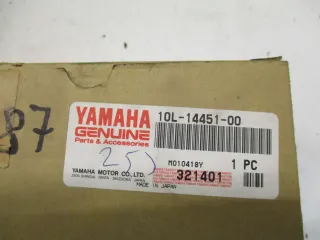 87
YAMAHA
GENUINE
Parts & Accessories
10L-14451-00
25)
M010418Y
1 PC
YAMAHA MOTOR CO., LTD.
321401
MADE IN JAPAN